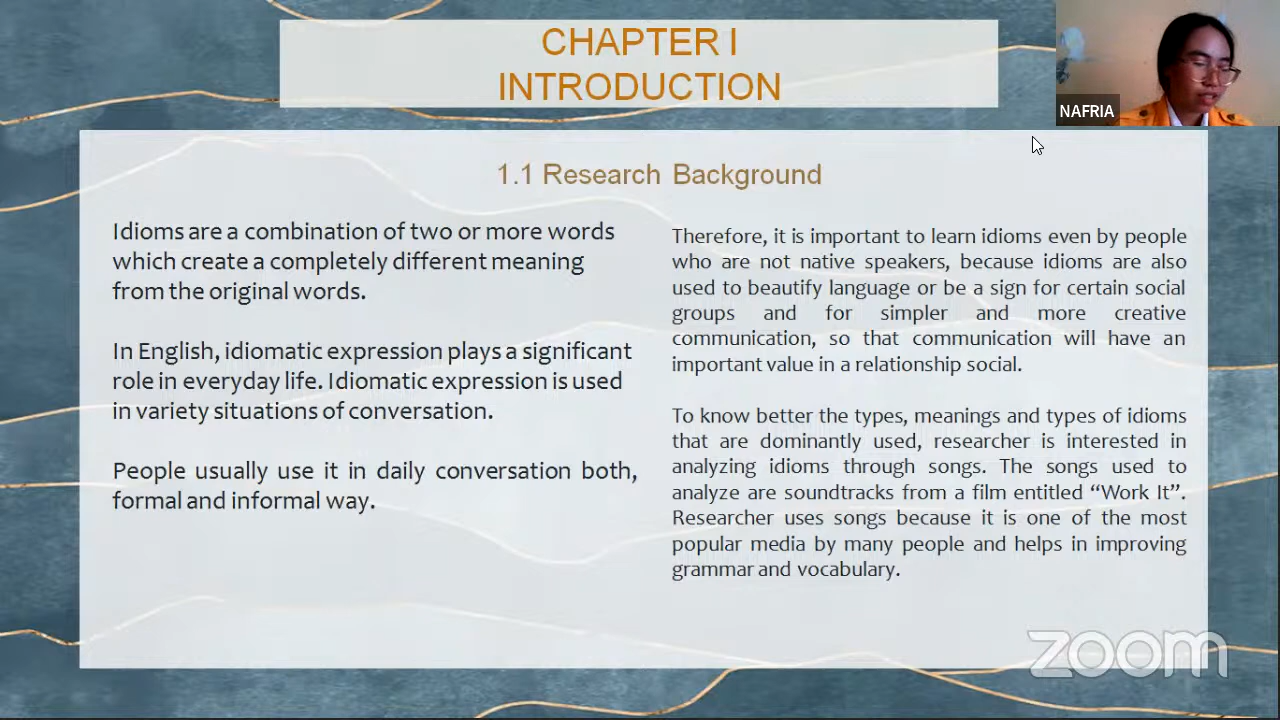 CHAPTER I
INTRODUCTION
NAFRIA
1.1 Research Background
Idioms are a combination of two or more words
which create a completely different meaning
from the original words.
In English, idiomatic expression plays a significant
role in everyday life. Idiomatic expression is used
in variety situations of conversation.
People usually use it in daily conversation both,
formal and informal way.
Therefore, it is important to learn idioms even by people
who are not native speakers, because idioms are also
used to beautify language or be a sign for certain social
groups and for simpler and more creative
communication, so that communication will have an
important value in a relationship social.
To know better the types, meanings and types of idioms
that are dominantly used, researcher is interested in
analyzing idioms through songs. The songs used to
analyze are soundtracks from a film entitled “Work It”.
Researcher uses songs because it is one of the most
popular media by many people and helps in improving
grammar and vocabulary.
zoom